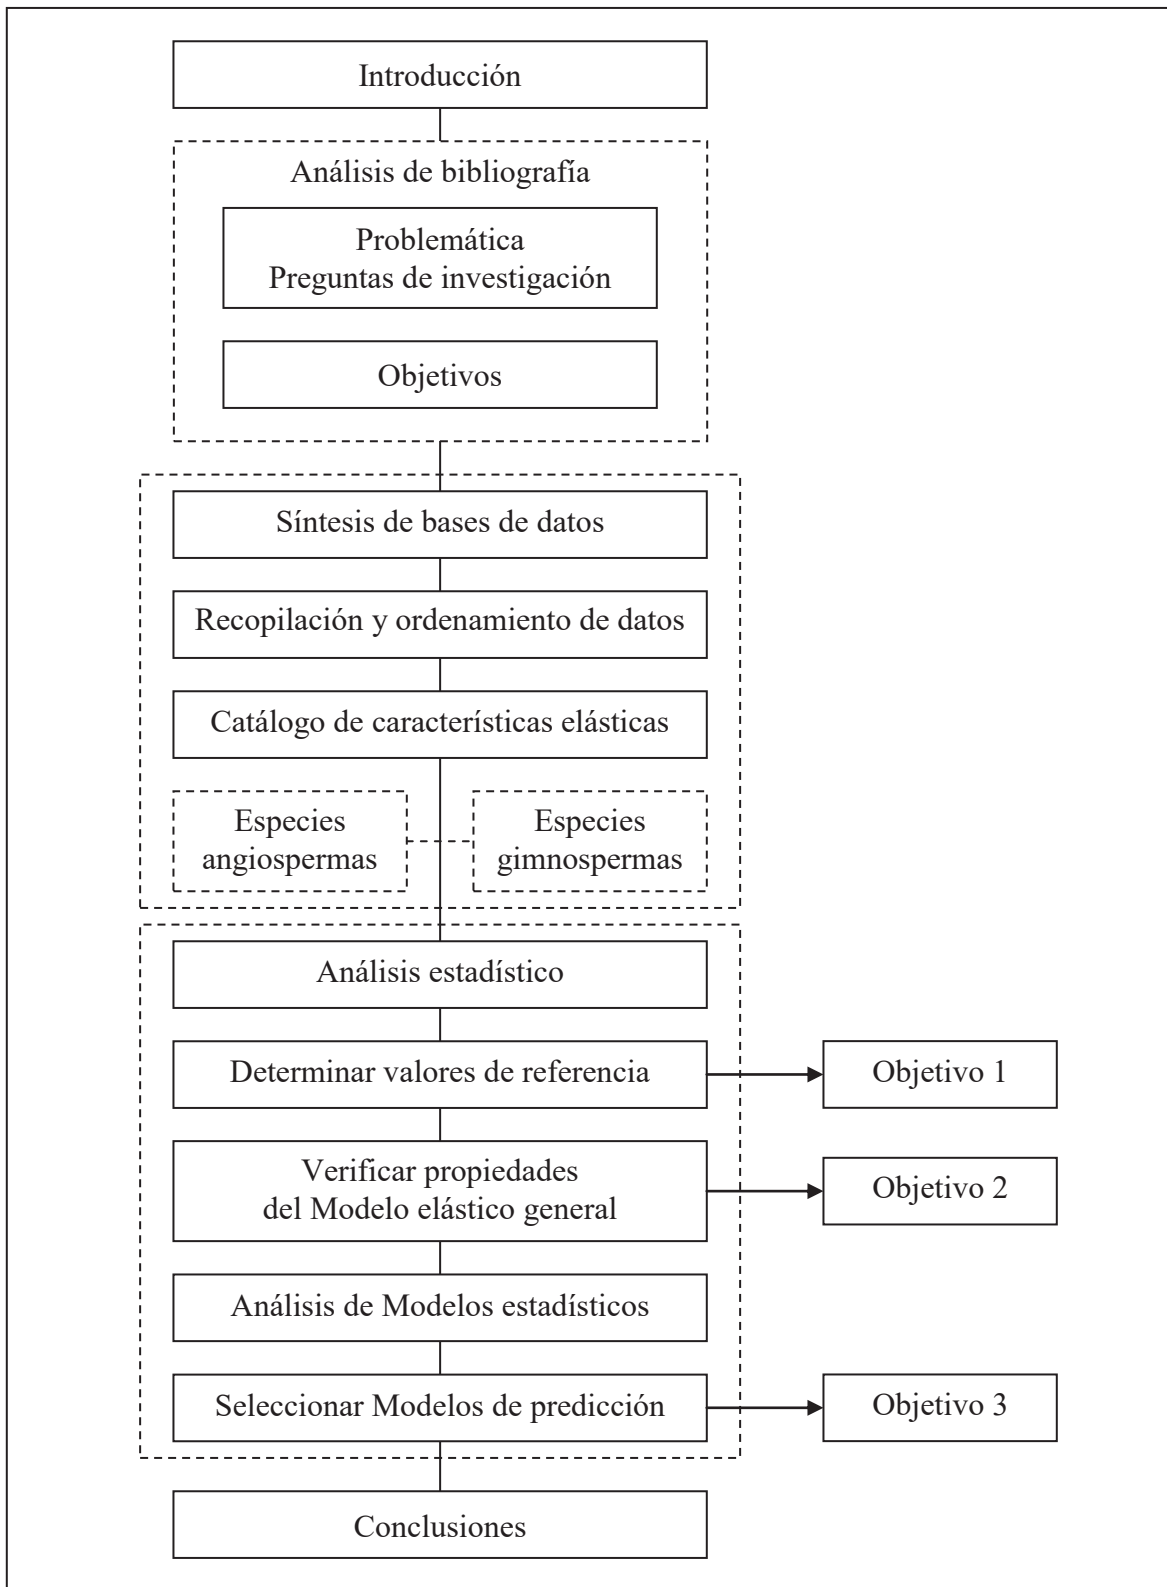 Introducción
Análisis de bibliografía
Problemática
Preguntas de investigación
Objetivos
Síntesis de bases de datos
Recopilación y ordenamiento de datos
Catálogo de características elásticas
Especies
angiospermas
Especies
gimnospermas
Análisis estadístico
Determinar valores de referencia
Objetivo 1
Verificar propiedades
del Modelo elástico general
Objetivo 2
Análisis de Modelos estadísticos
Seleccionar Modelos de predicción
Objetivo 3
Conclusiones